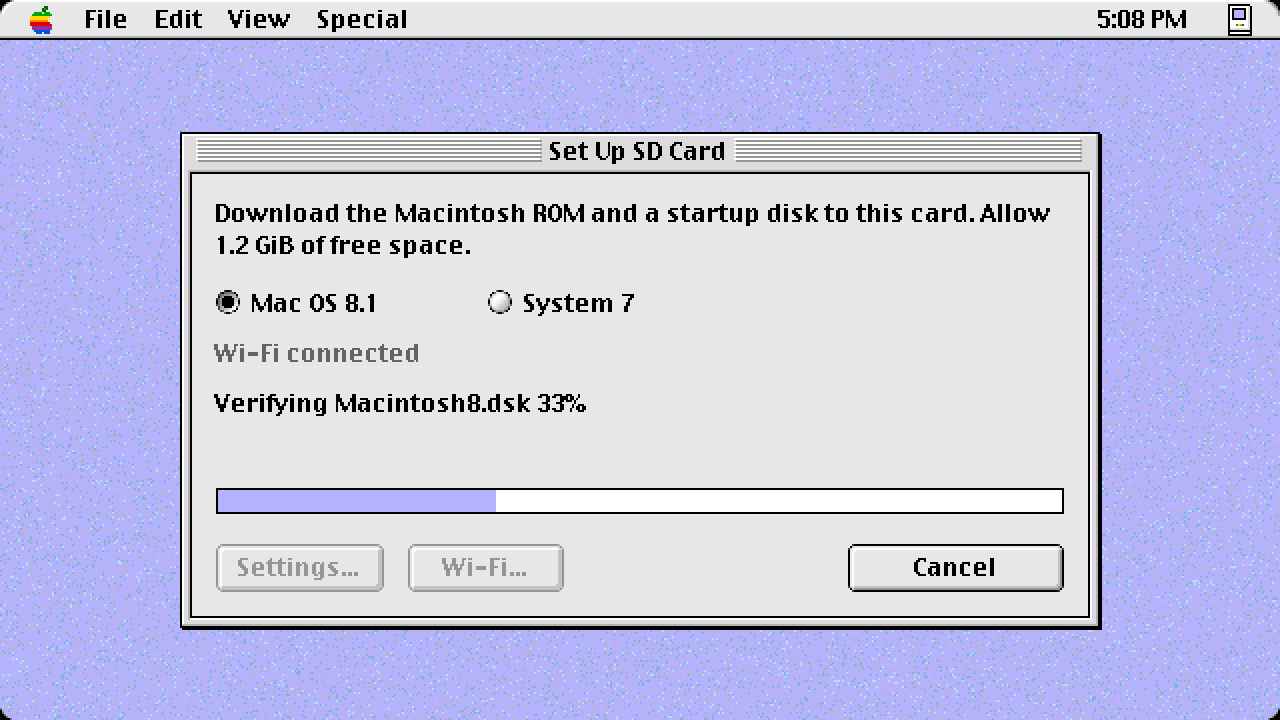 File Edit View Special 5:08 PM
Set Up SD Card
Download the Macintosh ROM and a startup disk to this card. Allow
1.2 GiB of free space.
Mac OS 8.1 System 7
Wi-Fi connected
Verifying Macintosh8.dsk 33%
Settings... Wi-Fi... Cancel